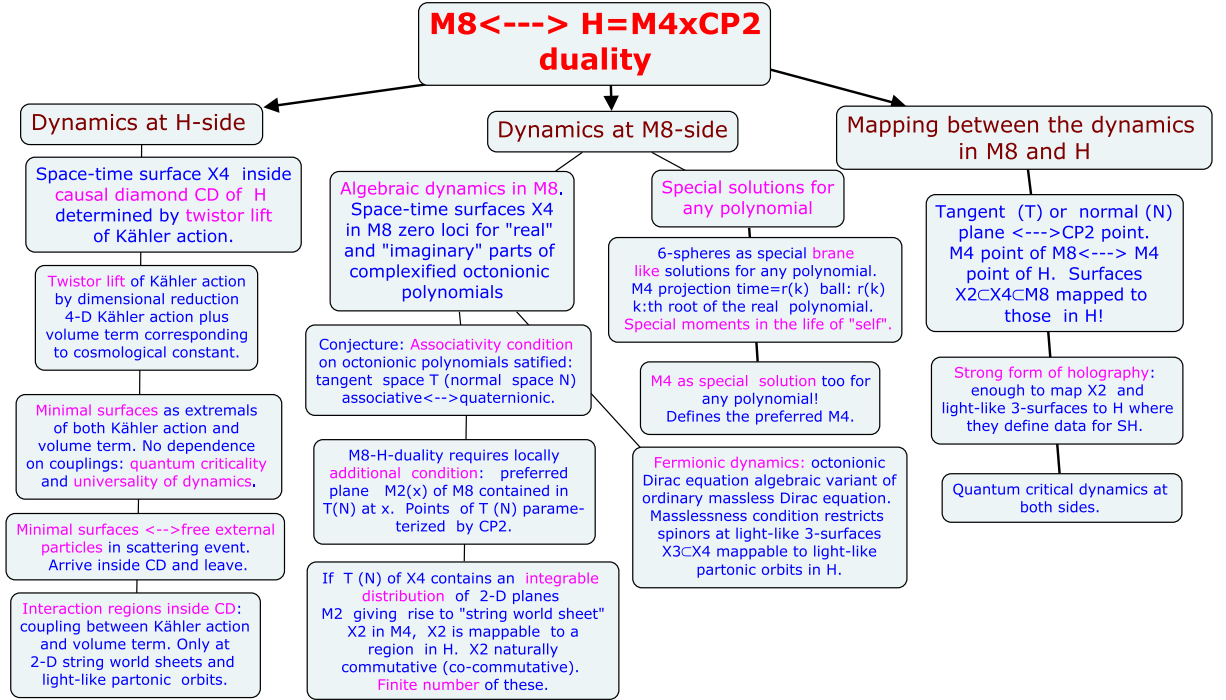 M8<---> H=M4xCP2
duality
Dynamics at H-side
Space-time surface X4 inside
causal diamond CD of H
determined by twistor lift
of Kähler action.
Twistor lift of Kähler action
by dimensional reduction
4-D Kähler action plus
volume term corresponding
to cosmological constant.
Minimal surfaces as extremals
of both Kähler action and
volume term. No dependence
on couplings: quantum criticality
and universality of dynamics.
Minimal surfaces <-->free external
particles in scattering event.
Arrive inside CD and leave.
Interaction regions inside CD:
coupling between Kähler action
and volume term. Only at
2-D string world sheets and
light-like partonic orbits.
Dynamics at M8-side
Algebraic dynamics in M8.
Space-time surfaces X4
in M8 zero loci for "real"
and "imaginary" parts of
complexified octonionic
polynomials
Conjecture: Associativity condition
on octonionic polynomials satified:
tangent space T (normal space N)
associative<-->quaternionic.
M8-H-duality requires locally
additional condition: preferred
plane M2(x) of M8 contained in
T(N) at x. Points of T (N) parame-
terized by CP2.
If T (N) of X4 contains an integrable
distribution of 2-D planes
M2 giving rise to "string world sheet"
X2 in M4, X2 is mappable to a
region in H. X2 naturally
commutative (co-commutative).
Finite number of these.
Special solutions for
any polynomial
6-spheres as special brane
like solutions for any polynomial.
M4 projection time=r(k) ball: r(k)
k:th root of the real polynomial.
Special moments in the life of "self".
M4 as special solution too for
any polynomial!
Defines the preferred M4.
Fermionic dynamics: octonionic
Dirac equation algebraic variant of
ordinary massless Dirac equation.
Masslessness condition restricts
spinors at light-like 3-surfaces
X3⊂X4 mappable to light-like
partonic orbits in H.
Mapping between the dynamics
in M8 and H
Tangent (T) or normal (N)
plane <--->CP2 point.
M4 point of M8<---> M4
point of H. Surfaces
X2⊂X4⊂M8 mapped to
those in H!
Strong form of holography:
enough to map X2 and
light-like 3-surfaces to H where
they define data for SH.
Quantum critical dynamics at
both sides.